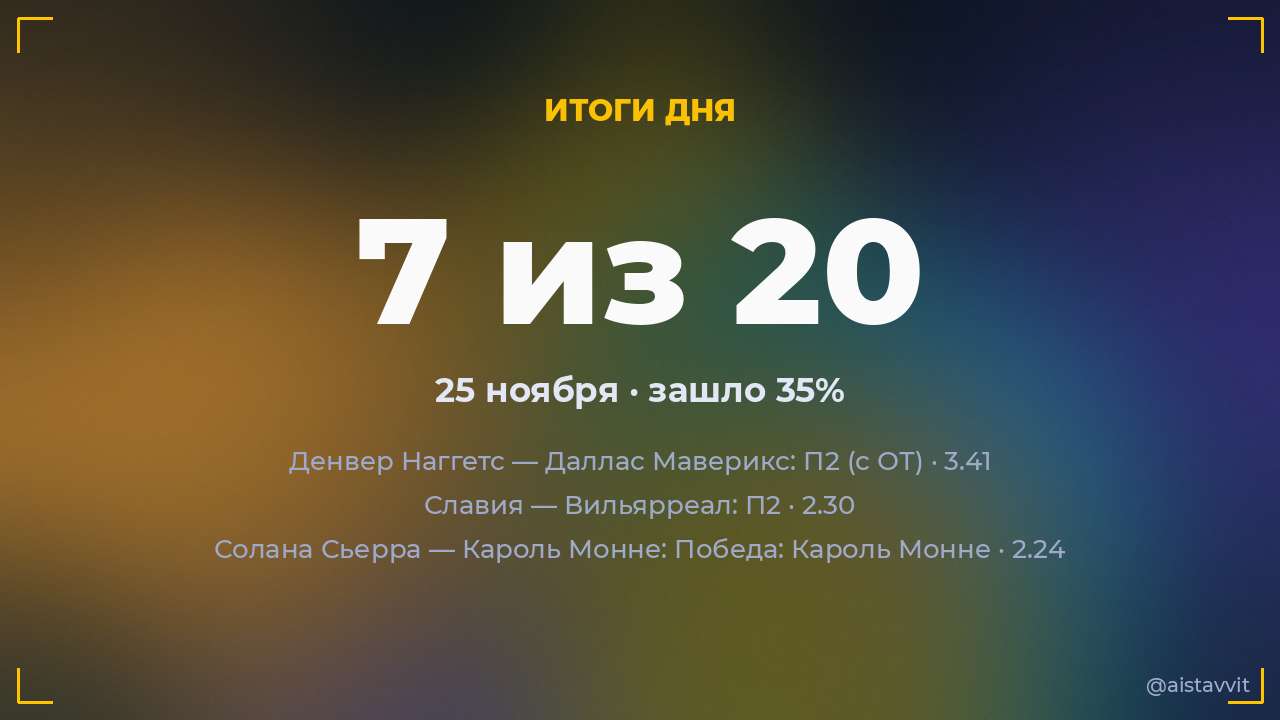 ИТОГИ ДНЯ
7 из 20
25 ноября · зашло 35%
Денвер Наггетс — Даллас Маверикс: П2 (с ОТ) · 3.41
Славия — Вильярреал: П2 · 2.30
Солана Сьерра — Кароль Монне: Победа: Кароль Монне · 2.24
@aistavvit